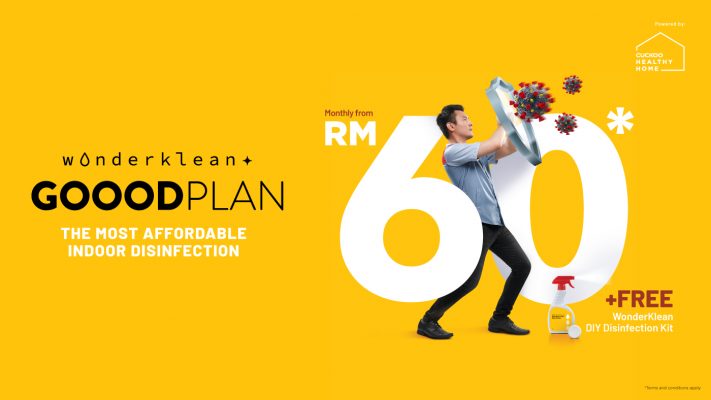 Powered by:
CUCKOO
HEALTHY
HOME
wonderklean
GOOODPLAN
THE MOST AFFORDABLE
INDOOR DISINFECTION
Monthly from
RM 60*
+FREE
WonderKlean
DIY Disinfection Kit
*Terms and conditions apply